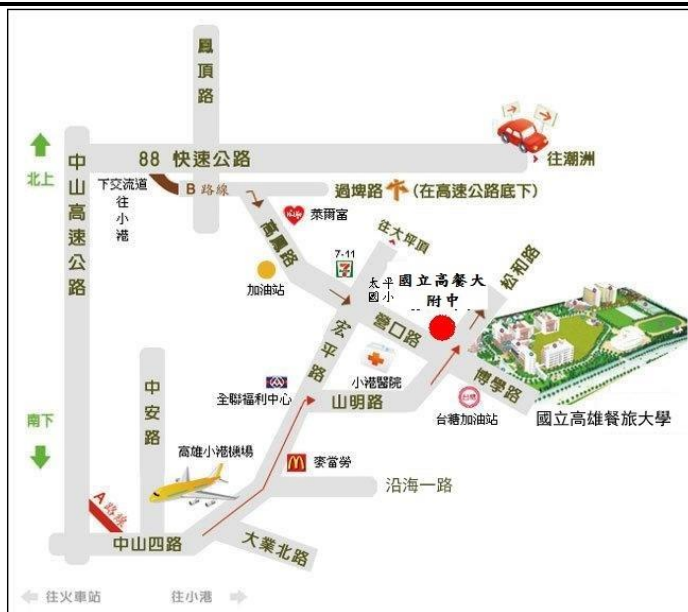 鳳頂路
北上
中山高速公路
88 快速公路
往潮洲
下交流道
往小港
B 路線
過埤路
(在高速公路底下)
萊爾富
高鳳路
往大坪頂
7-11
加油站
太平
國小
國立高餐大
附中
松和路
營口路
宏平路
小港醫院
博學路
全聯福利中心
山明路
台糖加油站
國立高雄餐旅大學
中安路
南下
高雄小港機場
麥當勞
沿海一路
A 路線
中山四路
大業北路
往火車站
往小港